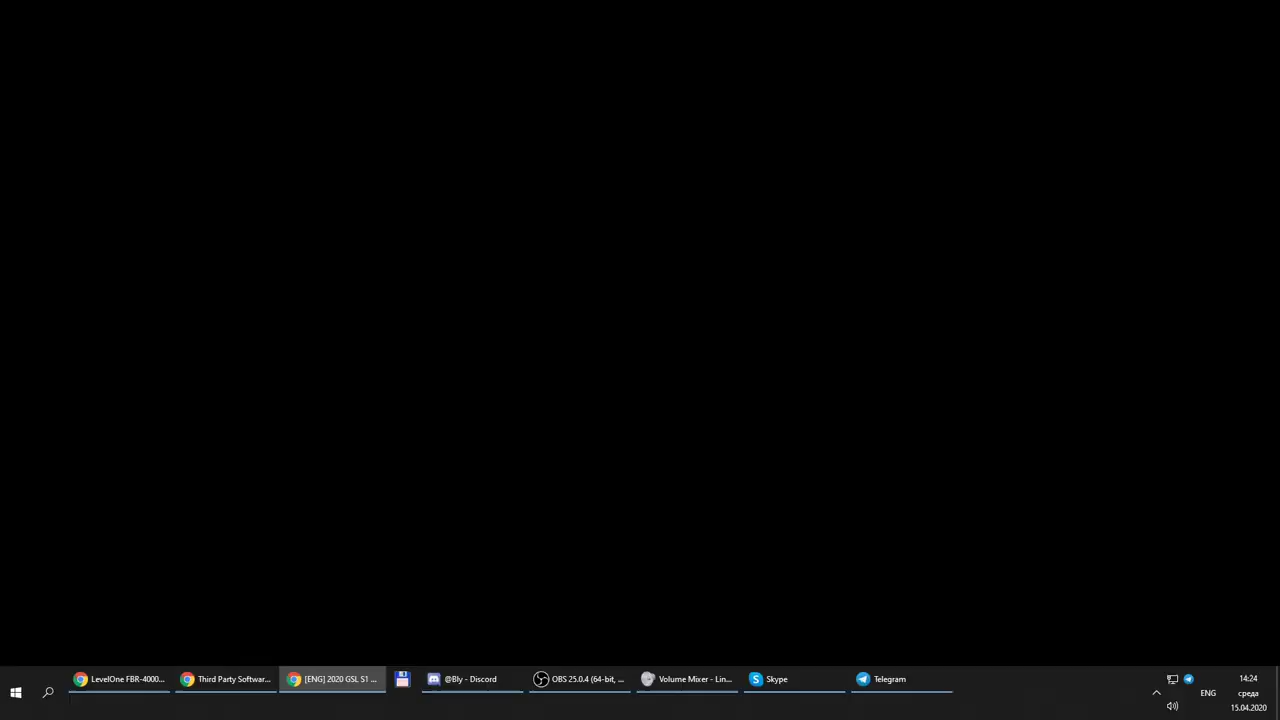 LevelOne FBR-4000...
Third Party Softwar...
[ENG] 2020 GSL S1 ...
@Bly - Discord
OBS 25.0.4 (64-bit, ...
Volume Mixer - Lin...
Skype
Telegram
14:24
ENG
среда
15.04.2020